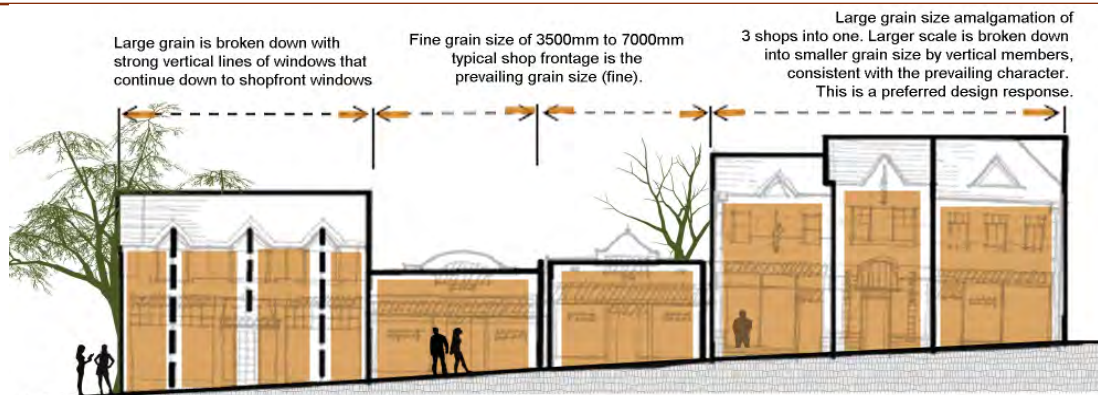 Large grain is broken down with
strong vertical lines of windows that
continue down to shopfront windows
Fine grain size of 3500mm to 7000mm
typical shop frontage is the
prevailing grain size (fine).
Large grain size amalgamation of
3 shops into one. Larger scale is broken down
into smaller grain size by vertical members,
consistent with the prevailing character.
This is a preferred design response.